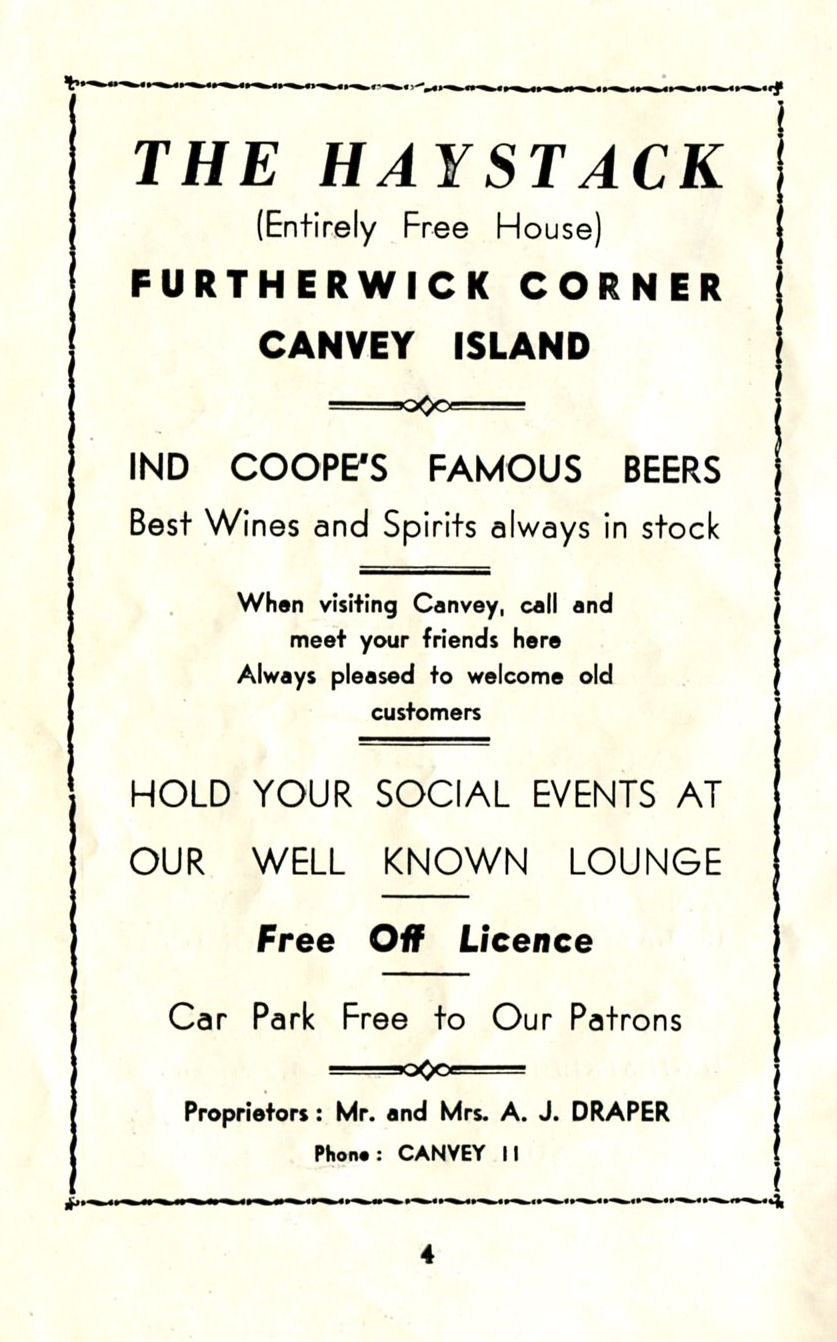 THE HAYSTACK
(Entirely Free House)
FURTHERWICK CORNER
CANVEY ISLAND
IND COOPE'S FAMOUS BEERS
Best Wines and Spirits always in stock
When visiting Canvey, call and
meet your friends here
Always pleased to welcome old
customers
HOLD YOUR SOCIAL EVENTS AT
OUR WELL KNOWN LOUNGE
Free Off Licence
Car Park Free to Our Patrons
Proprietors : Mr. and Mrs. A. J. DRAPER
Phone : CANVEY 11
4